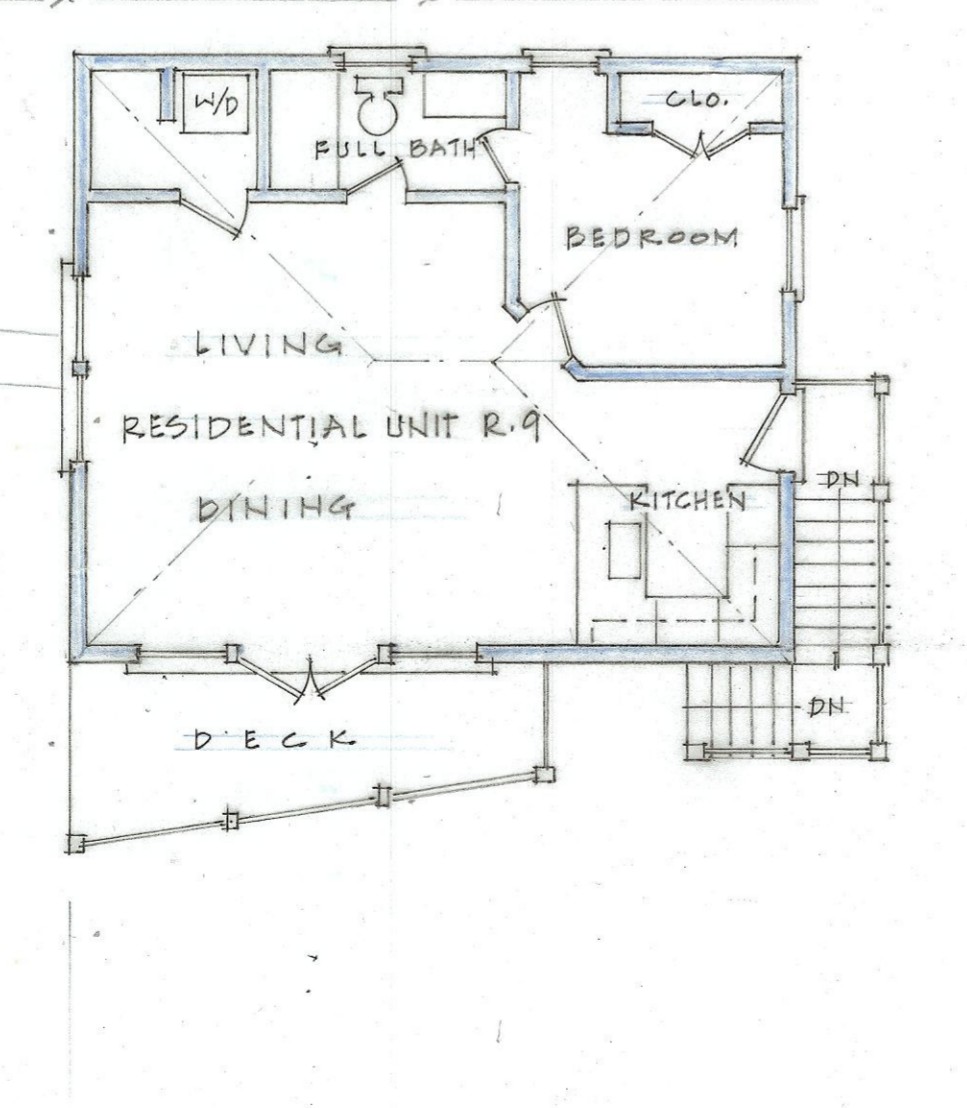 W/D
CLO.
FULL BATH
BEDROOM
LIVING
RESIDENTIAL UNIT R.9
DN
KITCHEN
DINING
DN
DECK